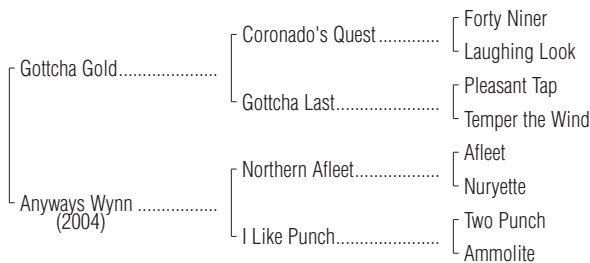 Forty Niner
Coronado's Quest.............
Laughing Look
Gottcha Gold.....................
Pleasant Tap
Gottcha Last......................
Temper the Wind
Afleet
Northern Afleet..................
Nuryette
Anyways Wynn .................
(2004)
Two Punch
I Like Punch......................
Ammolite